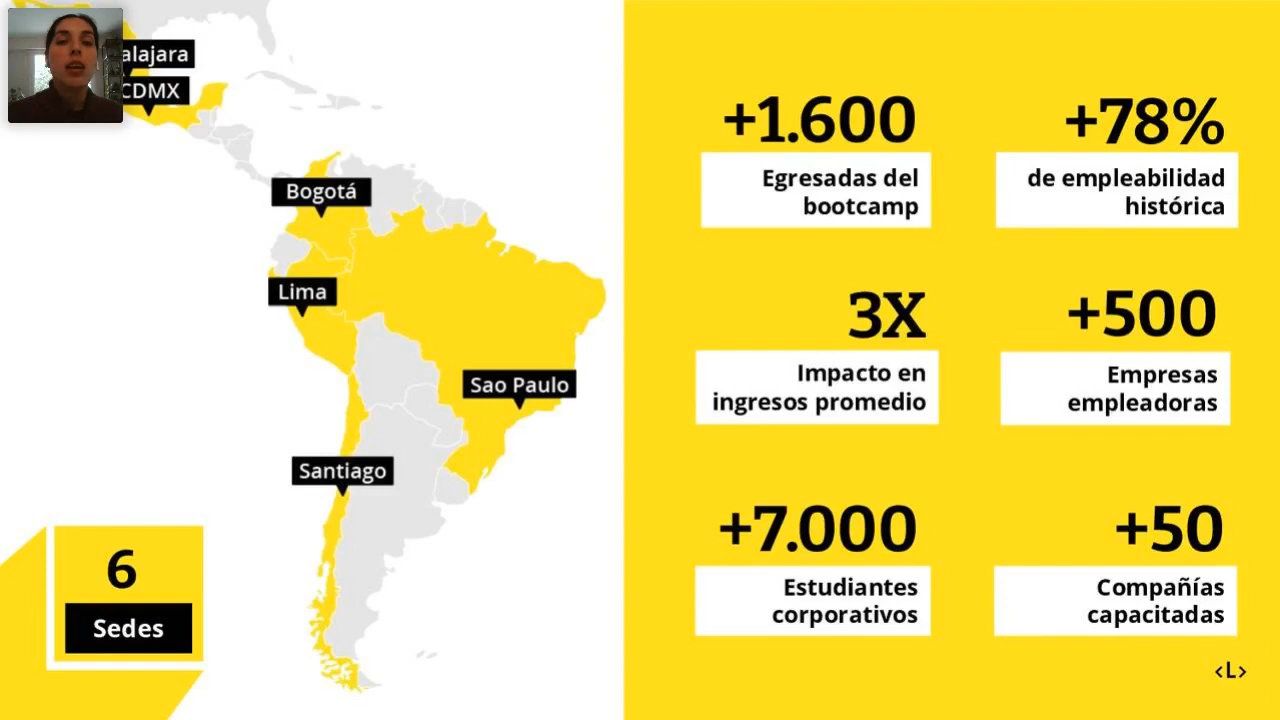 alajara
CDMX
Bogotá
Lima
Sao Paulo
Santiago
6
Sedes
+1.600
Egresadas del
bootcamp
+78%
de empleabilidad
histórica
3X
Impacto en
ingresos promedio
+500
Empresas
empleadoras
+7.000
Estudiantes
corporativos
+50
Compañías
capacitadas
<L>